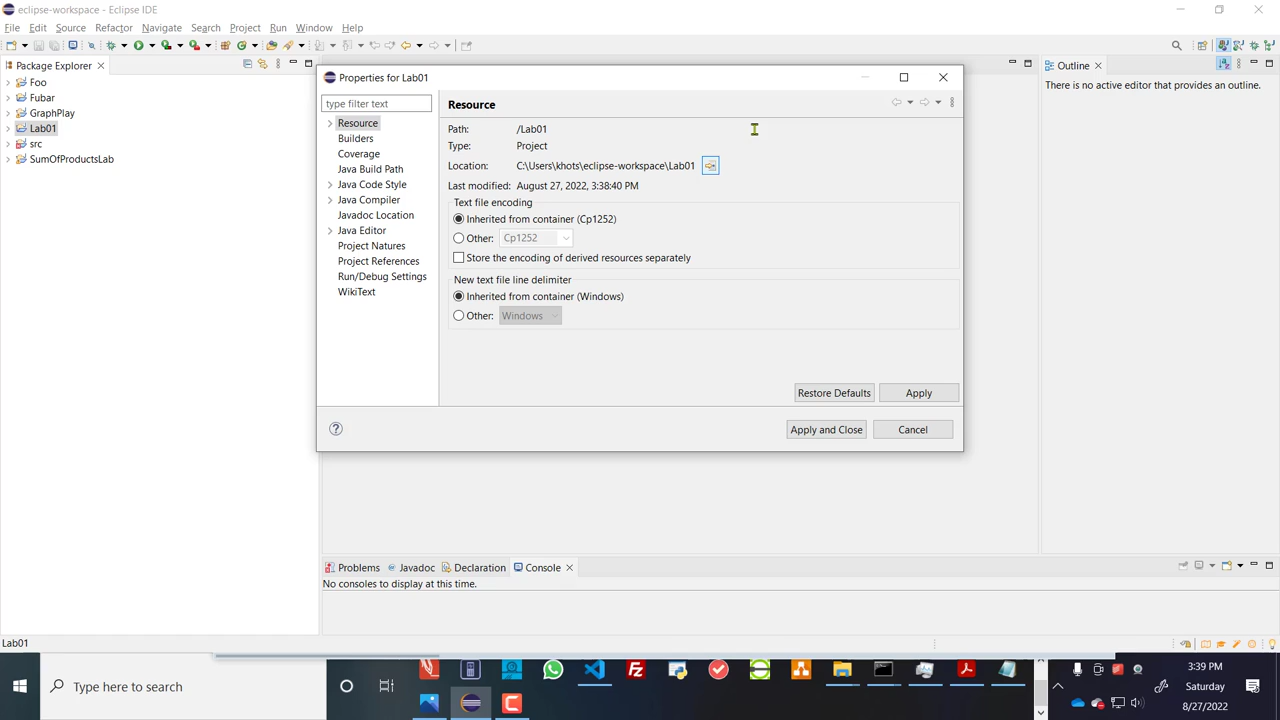 eclipse-workspace - Eclipse IDE
File Edit Source Refactor Navigate Search Project Run Window Help
Package Explorer
Foo
Fubar
GraphPlay
Lab01
src
SumOfProductsLab
Properties for Lab01
type filter text
Resource
Builders
Coverage
Java Build Path
Java Code Style
Java Compiler
Javadoc Location
Java Editor
Project Natures
Project References
Run/Debug Settings
WikiText
Resource
Path: /Lab01
Type: Project
Location: C:\Users\khots\eclipse-workspace\Lab01
Last modified: August 27, 2022, 3:38:40 PM
Text file encoding
Inherited from container (Cp1252)
Other: Cp1252
Store the encoding of derived resources separately
New text file line delimiter
Inherited from container (Windows)
Other: Windows
Restore Defaults Apply
Apply and Close Cancel
Outline
There is no active editor that provides an outline.
Problems Javadoc Declaration Console
No consoles to display at this time.
Lab01
Type here to search
3:39 PM
Saturday
8/27/2022